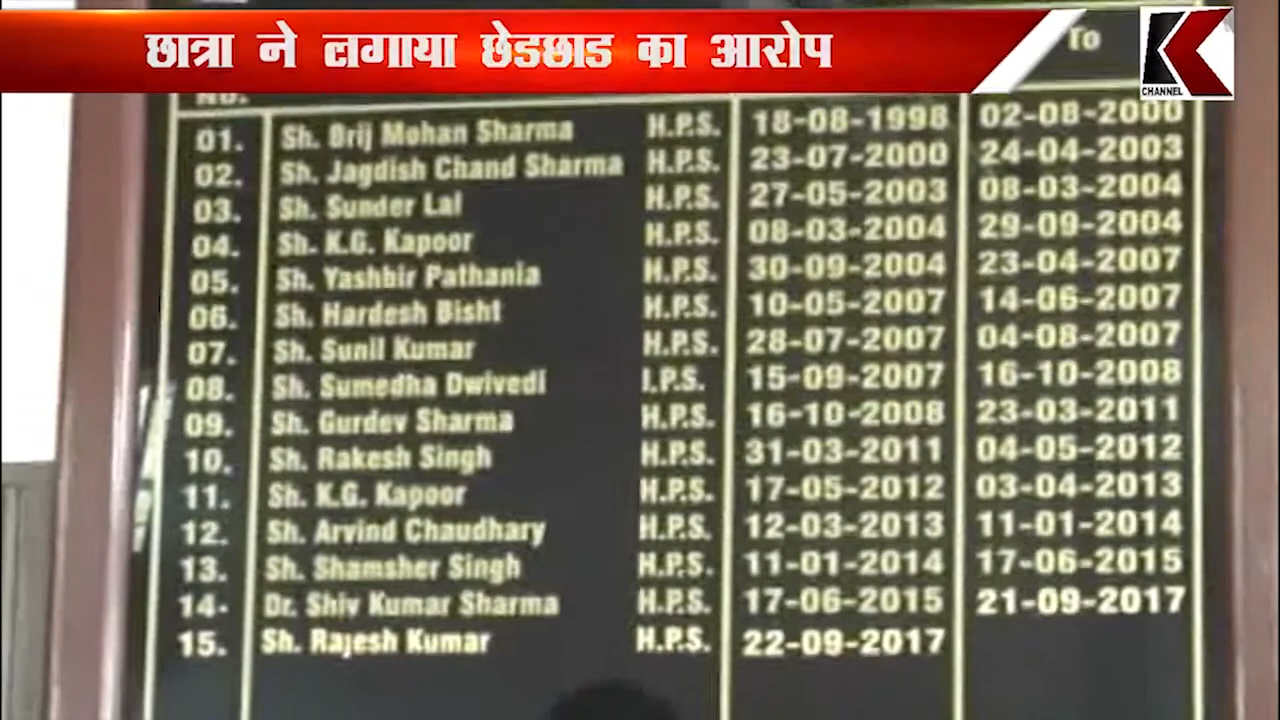 छात्रा ने लगाया छेडछाड का आरोप
K
CHANNEL
To
NO.
01. Sh. Brij Mohan Sharma H.P.S. 18-08-1998 02-08-2000
02. Sh. Jagdish Chand Sharma H.P.S. 23-07-2000 24-04-2003
03. Sh. Sunder Lal H.P.S. 27-05-2003 08-03-2004
04. Sh. K.G. Kapoor H.P.S. 08-03-2004 29-09-2004
05. Sh. Yashbir Pathania H.P.S. 30-09-2004 23-04-2007
06. Sh. Hardesh Bisht H.P.S. 10-05-2007 14-06-2007
07. Sh. Sunil Kumar H.P.S. 28-07-2007 04-08-2007
08. Sh. Sumedha Dwivedi I.P.S. 15-09-2007 16-10-2008
09. Sh. Gurdev Sharma H.P.S. 16-10-2008 23-03-2011
10. Sh. Rakesh Singh H.P.S. 31-03-2011 04-05-2012
11. Sh. K.G. Kapoor H.P.S. 17-05-2012 03-04-2013
12. Sh. Arvind Chaudhary H.P.S. 12-03-2013 11-01-2014
13. Sh. Shamsher Singh H.P.S. 11-01-2014 17-06-2015
14- Dr. Shiv Kumar Sharma H.P.S. 17-06-2015 21-09-2017
15. Sh. Rajesh Kumar H.P.S. 22-09-2017